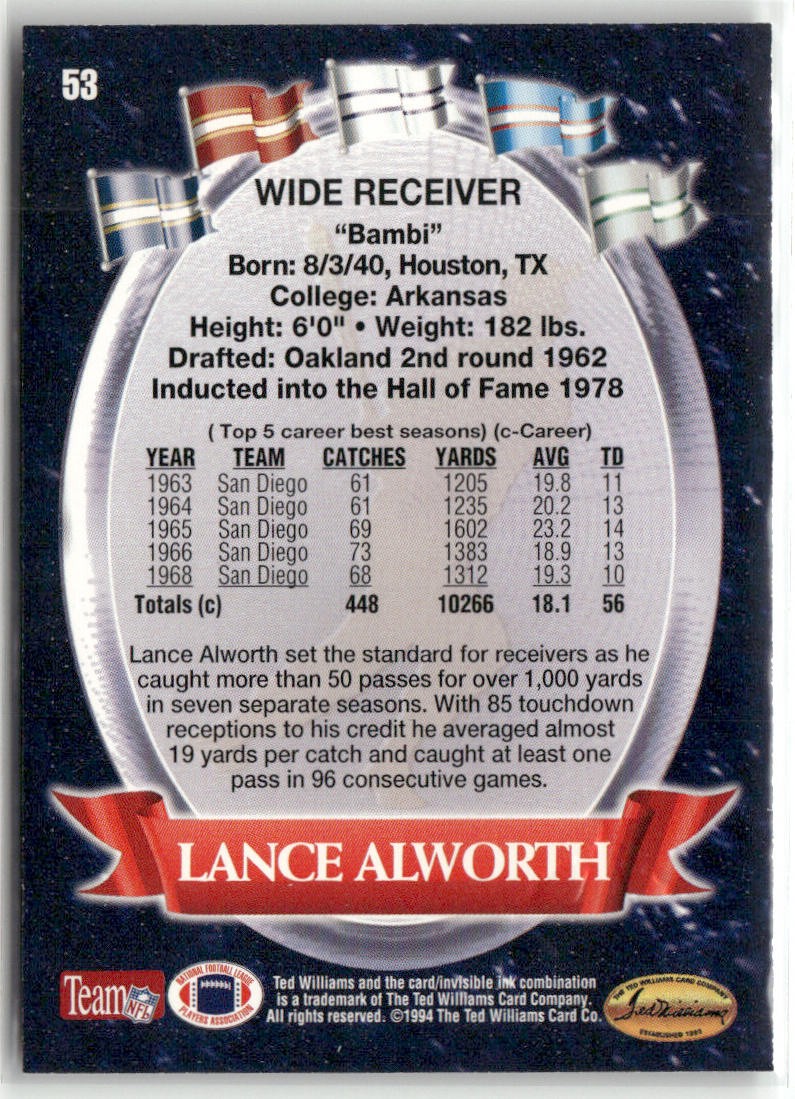 53
WIDE RECEIVER
"Bambi"
Born: 8/3/40, Houston, TX
College: Arkansas
Height: 6'0" • Weight: 182 lbs.
Drafted: Oakland 2nd round 1962
Inducted into the Hall of Fame 1978
( Top 5 career best seasons) (c-Career)
YEAR TEAM CATCHES YARDS AVG TD
1963 San Diego 61 1205 19.8 11
1964 San Diego 61 1235 20.2 13
1965 San Diego 69 1602 23.2 14
1966 San Diego 73 1383 18.9 13
1968 San Diego 68 1312 19.3 10
Totals (c) 448 10266 18.1 56
Lance Alworth set the standard for receivers as he
caught more than 50 passes for over 1,000 yards
in seven separate seasons. With 85 touchdown
receptions to his credit he averaged almost
19 yards per catch and caught at least one
pass in 96 consecutive games.
LANCE ALWORTH
Team NFL
NATIONAL FOOTBALL LEAGUE
PLAYERS ASSOCIATION
Ted Williams and the card/invisible ink combination
is a trademark of The Ted Williams Card Company.
All rights reserved. ©1994 The Ted Williams Card Co.
THE TED WILLIAMS CARD COMPANY
Ted Williams
ESTABLISHED 1992